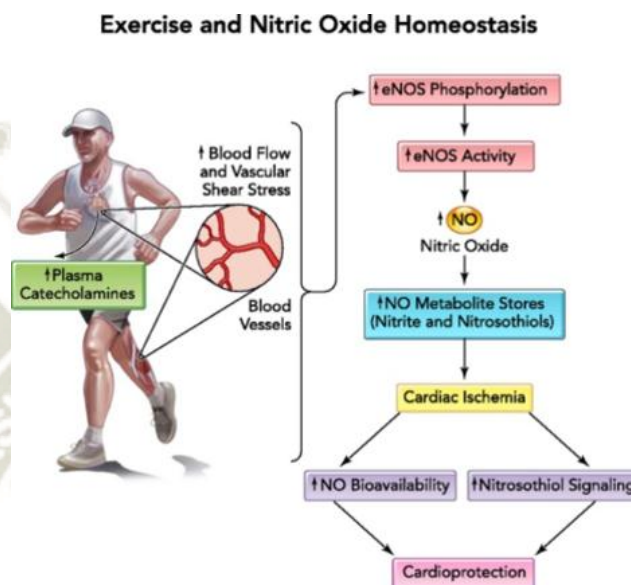 Exercise and Nitric Oxide Homeostasis
↑Blood Flow
and Vascular
Shear Stress
↑Plasma
Catecholamines
Blood
Vessels
↑eNOS Phosphorylation
↑eNOS Activity
↑NO
Nitric Oxide
↑NO Metabolite Stores
(Nitrite and Nitrosothiols)
Cardiac Ischemia
↑NO Bioavailability
↑Nitrosothiol Signaling
Cardioprotection